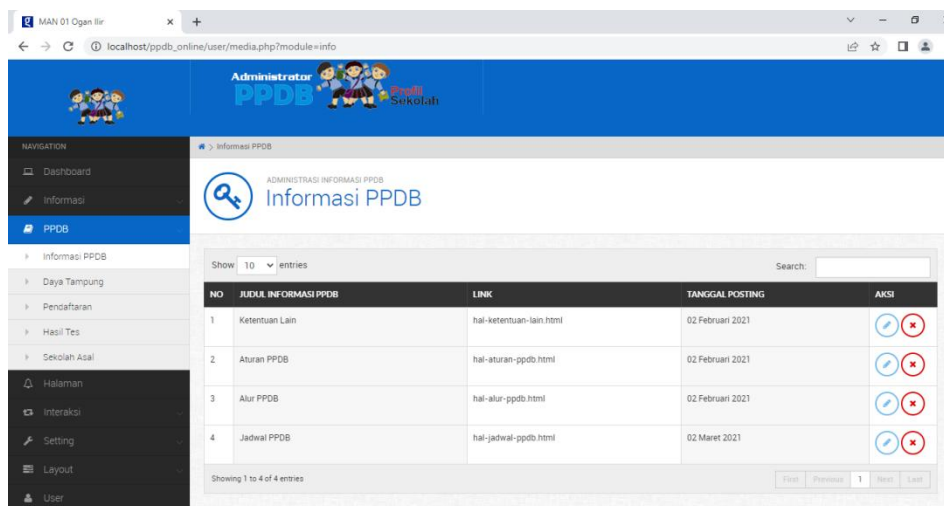 MAN 01 Ogan Ilir
localhost/ppdb_online/user/media.php?module=info
Administrator
PPDB
Profil
Sekolah
NAVIGATION
Dashboard
Informasi
PPDB
Informasi PPDB
Daya Tampung
Pendaftaran
Hasil Tes
Sekolah Asal
Halaman
Interaksi
Setting
Layout
User
> Informasi PPDB
ADMINISTRASI INFORMASI PPDB
Informasi PPDB
Show 10 entries Search:
NO JUDUL INFORMASI PPDB LINK TANGGAL POSTING AKSI
1 Ketentuan Lain hal-ketentuan-lain.html 02 Februari 2021
2 Aturan PPDB hal-aturan-ppdb.html 02 Februari 2021
3 Alur PPDB hal-alur-ppdb.html 02 Februari 2021
4 Jadwal PPDB hal-jadwal-ppdb.html 02 Maret 2021
Showing 1 to 4 of 4 entries First Previous 1 Next Last